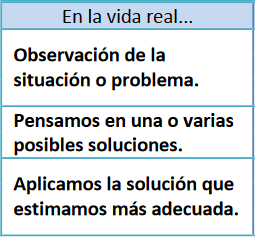 En la vida real...
Observación de la
situación o problema.
Pensamos en una o varias
posibles soluciones.
Aplicamos la solución que
estimamos más adecuada.